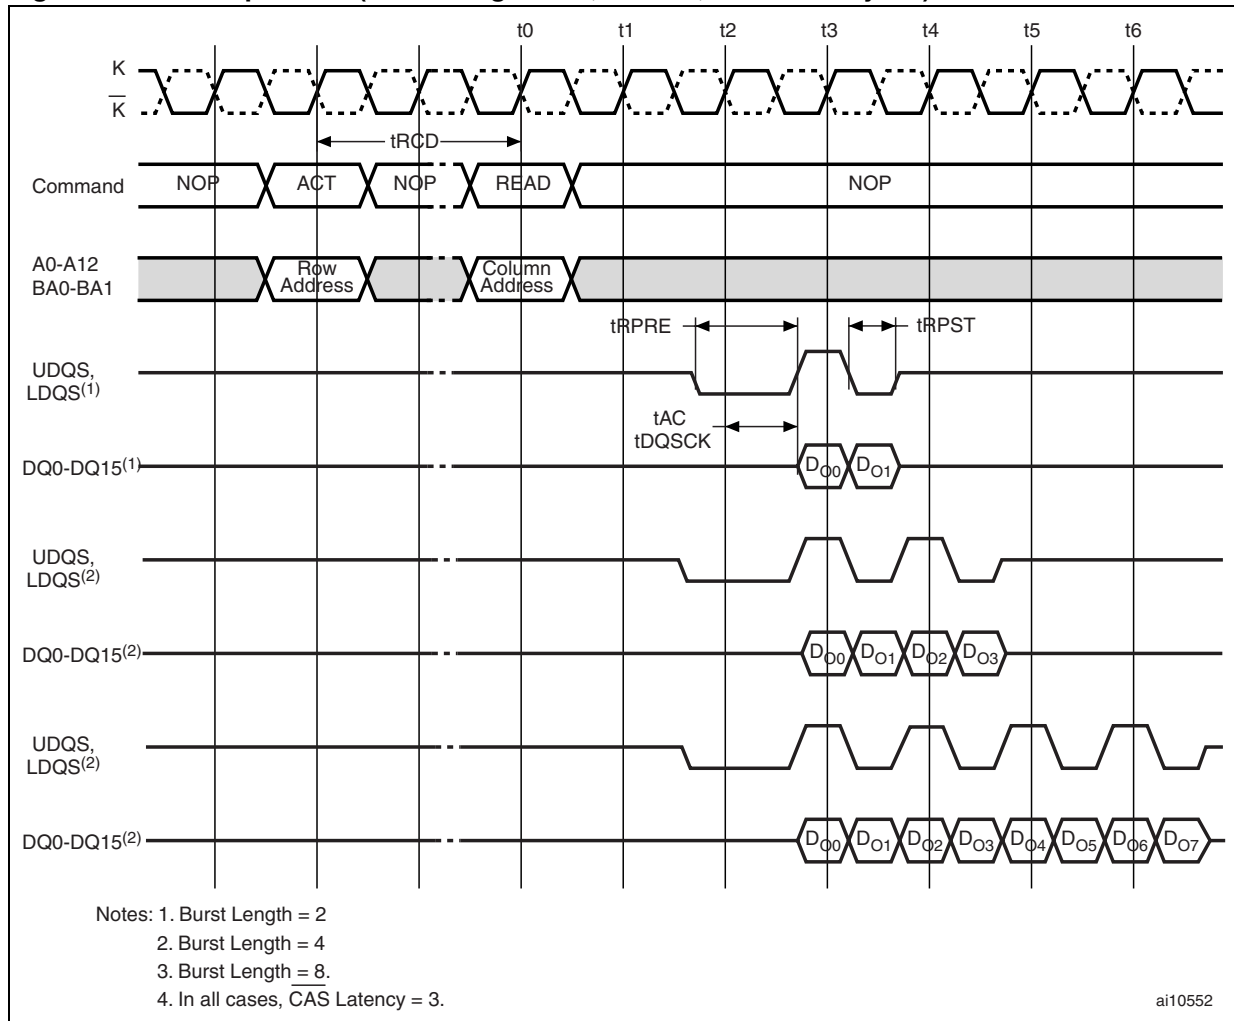 t0 t1 t2 t3 t4 t5 t6
K
K
tRCD
Command NOP ACT NOP READ NOP
A0-A12
BA0-BA1
Row
Address
Column
Address
tRPRE tRPST
UDQS,
LDQS(1)
tAC
tDQSCK
DQ0-DQ15(1) DO0 DO1
UDQS,
LDQS(2)
DQ0-DQ15(2) DO0 DO1 DO2 DO3
UDQS,
LDQS(2)
DQ0-DQ15(2) DO0 DO1 DO2 DO3 DO4 DO5 DO6 DO7
Notes: 1. Burst Length = 2
2. Burst Length = 4
3. Burst Length = 8.
4. In all cases, CAS Latency = 3.
ai10552